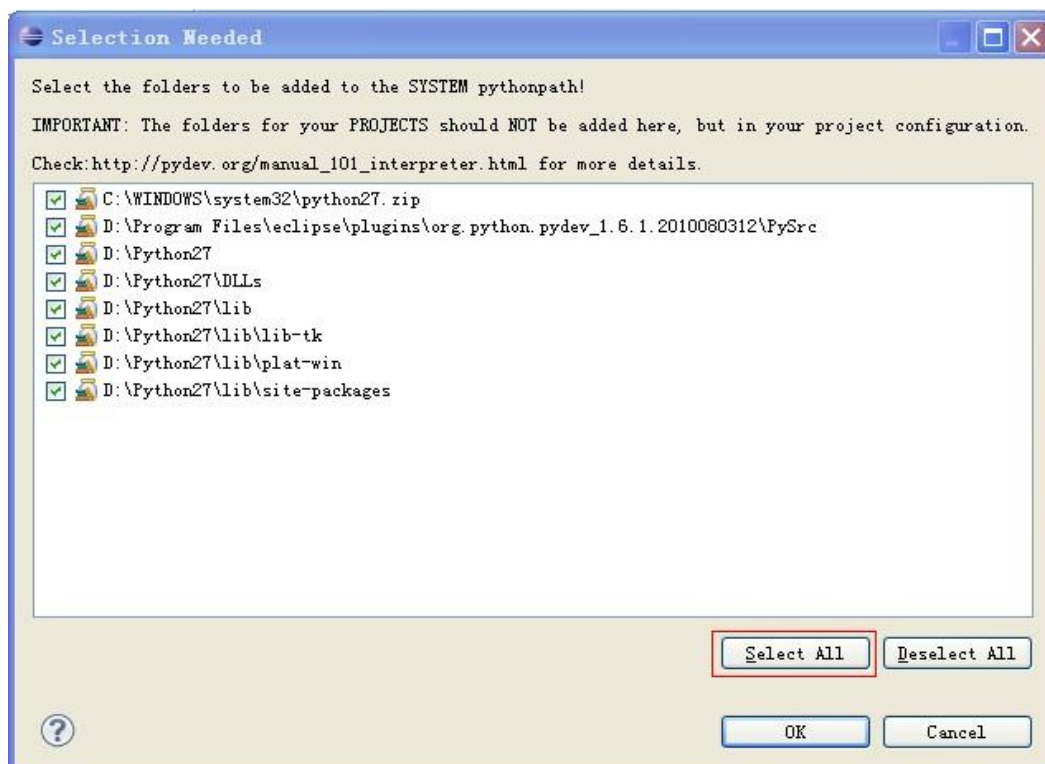 Selection Needed
Select the folders to be added to the SYSTEM pythonpath!
IMPORTANT: The folders for your PROJECTS should NOT be added here, but in your project configuration.
Check:http://pydev.org/manual_101_interpreter.html for more details.
C:\WINDOWS\system32\python27.zip
D:\Program Files\eclipse\plugins\org.python.pydev_1.6.1.2010080312\PySrc
D:\Python27
D:\Python27\DLLs
D:\Python27\lib
D:\Python27\lib\lib-tk
D:\Python27\lib\plat-win
D:\Python27\lib\site-packages
Select All Deselect All
? OK Cancel